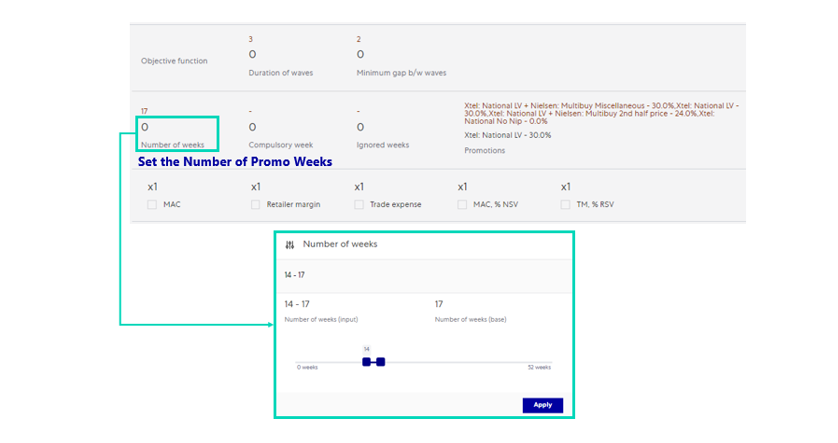 3 2
Objective function 0 0
Duration of waves Minimum gap b/w waves
17 - - Xtel: National LV + Nielsen: Multibuy Miscellaneous - 30.0%,Xtel: National LV -
30.0%,Xtel: National LV + Nielsen: Multibuy 2nd half price - 24.0%,Xtel:
National No Nip - 0.0%
0 0 0 Xtel: National LV - 30.0%
Number of weeks Compulsory week Ignored weeks Promotions
Set the Number of Promo Weeks
x1 x1 x1 x1 x1
MAC Retailer margin Trade expense MAC, % NSV TM, % RSV
Number of weeks
14 - 17
14 - 17 17
Number of weeks (input) Number of weeks (base)
14
0 weeks 52 weeks
Apply